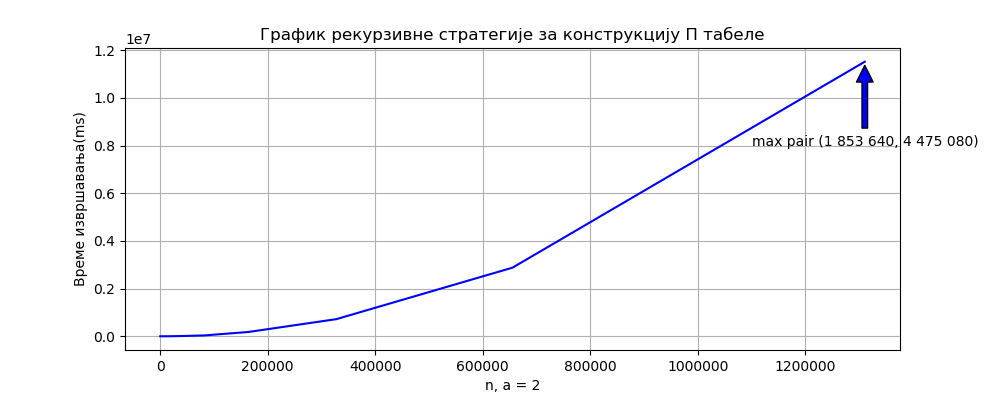 График рекурзивне стратегије за конструкцију П табеле
1e7
1.2
1.0
0.8
0.6
0.4
0.2
0.0
Време извршавања(ms)
max pair (1 853 640, 4 475 080)
0 200000 400000 600000 800000 1000000 1200000
n, a = 2